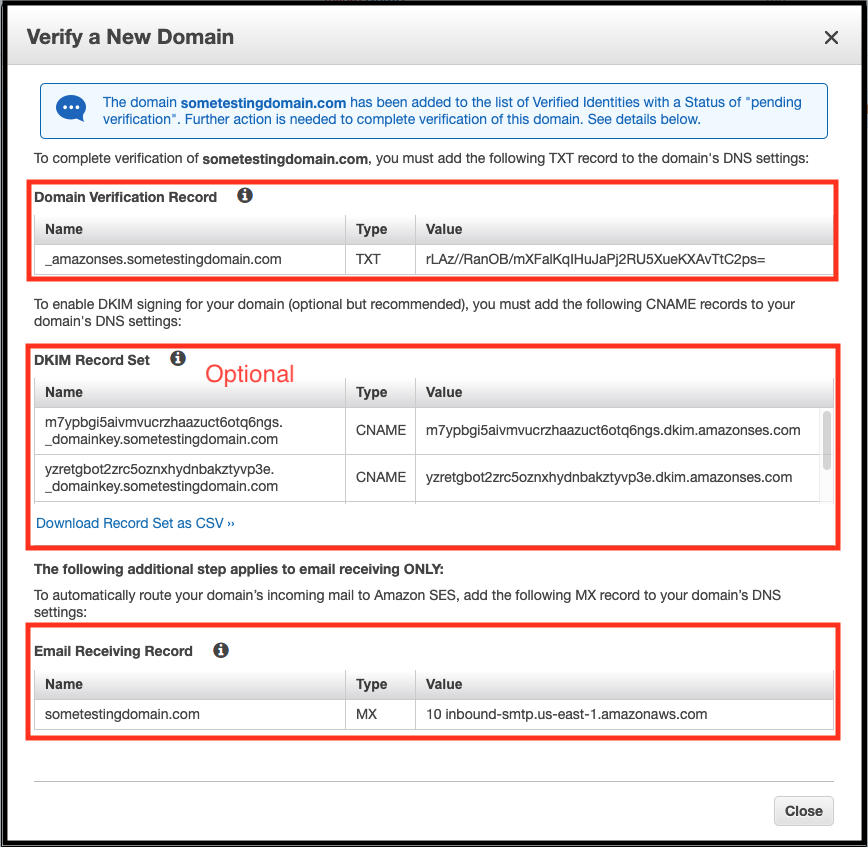 Verify a New Domain
The domain sometestingdomain.com has been added to the list of Verified Identities with a Status of "pending
verification". Further action is needed to complete verification of this domain. See details below.
To complete verification of sometestingdomain.com, you must add the following TXT record to the domain's DNS settings:
Domain Verification Record
Name Type Value
_amazonses.sometestingdomain.com TXT rLAz//RanOB/mXFalKqIHuJaPj2RU5XueKXAvTtC2ps=
To enable DKIM signing for your domain (optional but recommended), you must add the following CNAME records to your
domain's DNS settings:
DKIM Record Set
Optional
Name Type Value
m7ypbgi5aivmvucrzhaazuct6otq6ngs.
_domainkey.sometestingdomain.com CNAME m7ypbgi5aivmvucrzhaazuct6otq6ngs.dkim.amazonses.com
yzretgbot2zrc5oznxhydnbakztyvp3e.
_domainkey.sometestingdomain.com CNAME yzretgbot2zrc5oznxhydnbakztyvp3e.dkim.amazonses.com
Download Record Set as CSV ››
The following additional step applies to email receiving ONLY:
To automatically route your domain’s incoming mail to Amazon SES, add the following MX record to your domain’s DNS
settings:
Email Receiving Record
Name Type Value
sometestingdomain.com MX 10 inbound-smtp.us-east-1.amazonaws.com
Close